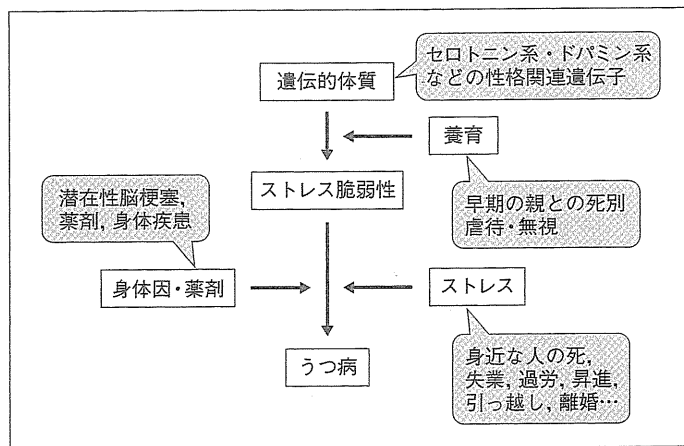 セロトニン系・ドパミン系
などの性格関連遺伝子
遺伝的体質
養育
ストレス脆弱性
早期の親との死別
虐待・無視
潜在性脳梗塞,
薬剤, 身体疾患
身体因・薬剤
ストレス
うつ病
身近な人の死,
失業, 過労, 昇進,
引っ越し, 離婚…